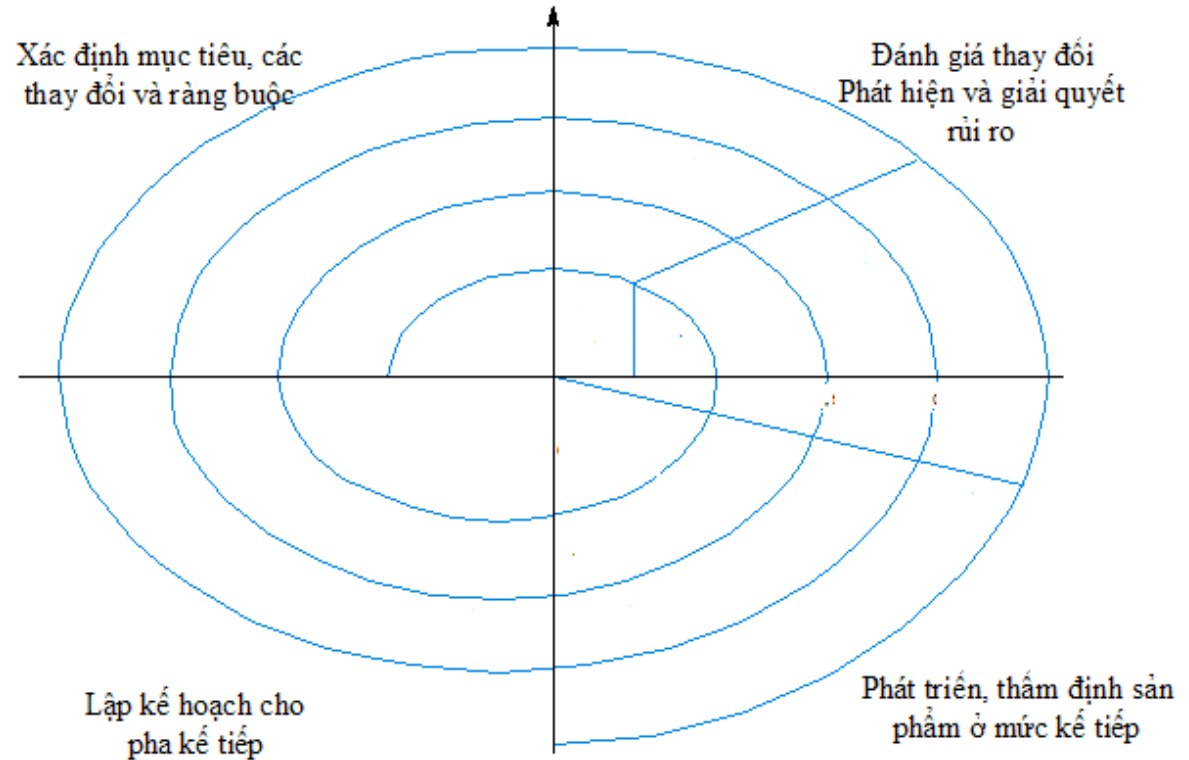 Xác định mục tiêu, các
thay đổi và ràng buộc
Đánh giá thay đổi
Phát hiện và giải quyết
rủi ro
Lập kế hoạch cho
pha kế tiếp
Phát triển, thẩm định sản
phẩm ở mức kế tiếp